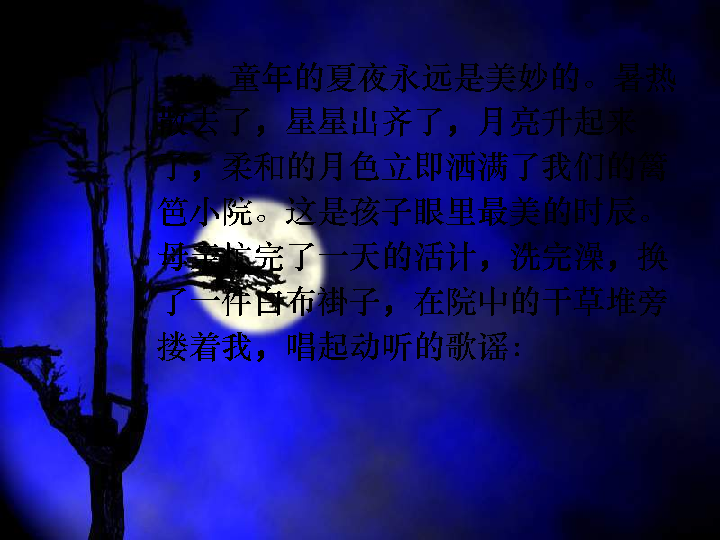 童年的夏夜永远是美妙的。暑热
散去了，星星出齐了，月亮升起来
了，柔和的月色立即洒满了我们的篱
笆小院。这是孩子眼里最美的时辰。
母亲忙完了一天的活计，洗完澡，换
了一件白布褂子，在院中的干草堆旁
搂着我，唱起动听的歌谣: